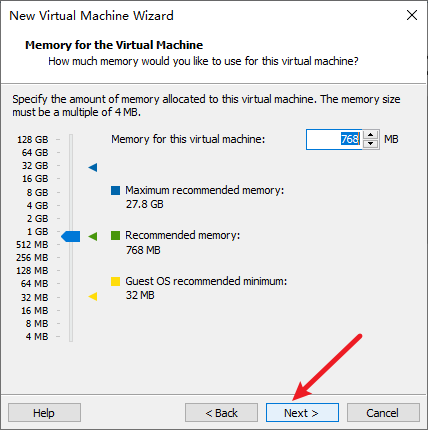 New Virtual Machine Wizard
Memory for the Virtual Machine
How much memory would you like to use for this virtual machine?
Specify the amount of memory allocated to this virtual machine. The memory size
must be a multiple of 4 MB.
Memory for this virtual machine: 768 MB
128 GB
64 GB
32 GB
16 GB
8 GB
4 GB
2 GB
1 GB
512 MB
256 MB
128 MB
64 MB
32 MB
16 MB
8 MB
4 MB
Maximum recommended memory:
27.8 GB
Recommended memory:
768 MB
Guest OS recommended minimum:
32 MB
Help
< Back
Next >
Cancel